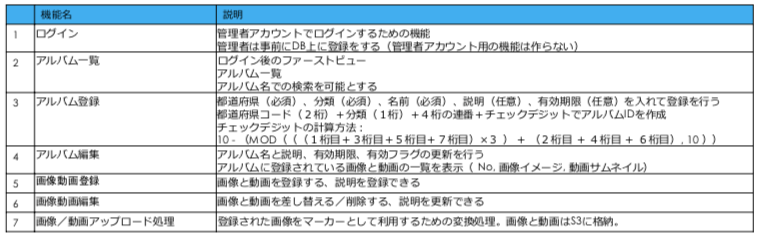 機能名 説明
1 ログイン 管理者アカウントでログインするための機能
管理者は事前にDB上に登録をする（管理者アカウント用の機能は作らない）
2 アルバム一覧 ログイン後のファーストビュー
アルバム一覧
アルバム名での検索を可能とする
3 アルバム登録 都道府県（必須）、分類（必須）、名前（必須）、説明（任意）、有効期限（任意）を入れて登録を行う
都道府県コード（２桁）＋分類（１桁）＋４桁の連番＋チェックデジットでアルバムIDを作成
チェックデジットの計算方法：
10 - （MOD（（（１桁目＋３桁目＋５桁目＋７桁目）×３ ）＋（２桁目 ＋ ４桁目 ＋ ６桁目）, 10 ））
4 アルバム編集 アルバム名と説明、有効期限、有効フラグの更新を行う
アルバムに登録されている画像と動画の一覧を表示（ No, 画像イメージ, 動画サムネイル）
5 画像動画登録 画像と動画を登録する、説明を登録できる
6 画像動画編集 画像と動画を差し替える／削除する、説明を更新できる
7 画像／動画アップロード処理 登録された画像をマーカーとして利用するための変換処理。画像と動画はS3に格納。